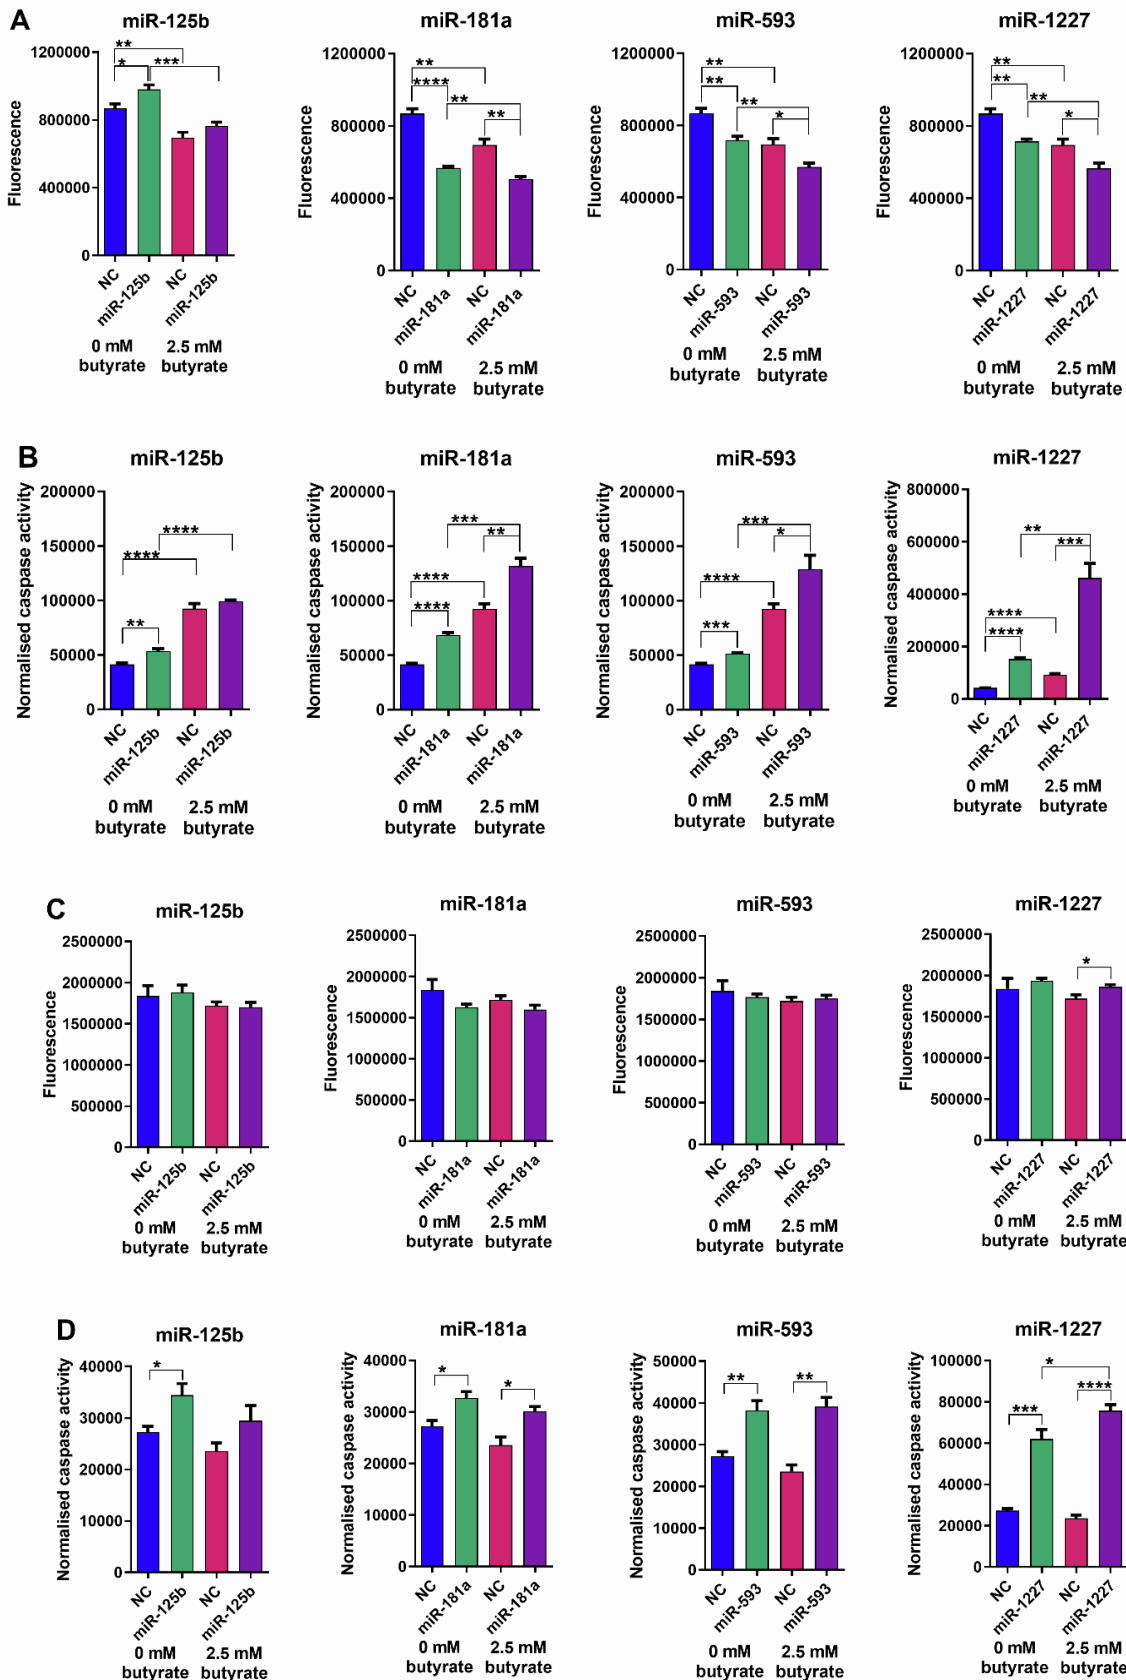 A
miR-125b
miR-181a
miR-593
miR-1227
Fluorescence
1200000
800000
400000
0
**
*
***
NC
miR-125b
NC
miR-125b
0 mM
butyrate
2.5 mM
butyrate
Fluorescence
1200000
800000
400000
0
**
****
**
**
NC
miR-181a
NC
miR-181a
0 mM
butyrate
2.5 mM
butyrate
Fluorescence
1200000
800000
400000
0
**
**
**
*
NC
miR-593
NC
miR-593
0 mM
butyrate
2.5 mM
butyrate
Fluorescence
1200000
800000
400000
0
**
**
**
*
NC
miR-1227
NC
miR-1227
0 mM
butyrate
2.5 mM
butyrate
B
miR-125b
miR-181a
miR-593
miR-1227
Normalised caspase activity
200000
150000
100000
50000
0
****
****
**
NC
miR-125b
NC
miR-125b
0 mM
butyrate
2.5 mM
butyrate
Normalised caspase activity
200000
150000
100000
50000
0
***
**
****
****
NC
miR-181a
NC
miR-181a
0 mM
butyrate
2.5 mM
butyrate
Normalised caspase activity
200000
150000
100000
50000
0
***
*
****
***
NC
miR-593
NC
miR-593
0 mM
butyrate
2.5 mM
butyrate
Normalised caspase activity
800000
600000
400000
200000
0
**
***
****
****
NC
miR-1227
NC
miR-1227
0 mM
butyrate
2.5 mM
butyrate
C
miR-125b
miR-181a
miR-593
miR-1227
Fluorescence
2500000
2000000
1500000
1000000
500000
0
NC
miR-125b
NC
miR-125b
0 mM
butyrate
2.5 mM
butyrate
Fluorescence
2500000
2000000
1500000
1000000
500000
0
NC
miR-181a
NC
miR-181a
0 mM
butyrate
2.5 mM
butyrate
Fluorescence
2500000
2000000
1500000
1000000
500000
0
NC
miR-593
NC
miR-593
0 mM
butyrate
2.5 mM
butyrate
Fluorescence
2500000
2000000
1500000
1000000
500000
0
*
NC
miR-1227
NC
miR-1227
0 mM
butyrate
2.5 mM
butyrate
D
miR-125b
miR-181a
miR-593
miR-1227
Normalised caspase activity
40000
30000
20000
10000
0
*
NC
miR-125b
NC
miR-125b
0 mM
butyrate
2.5 mM
butyrate
Normalised caspase activity
40000
30000
20000
10000
0
*
*
NC
miR-181a
NC
miR-181a
0 mM
butyrate
2.5 mM
butyrate
Normalised caspase activity
50000
40000
30000
20000
10000
0
**
**
NC
miR-593
NC
miR-593
0 mM
butyrate
2.5 mM
butyrate
Normalised caspase activity
100000
80000
60000
40000
20000
0
*
****
***
NC
miR-1227
NC
miR-1227
0 mM
butyrate
2.5 mM
butyrate